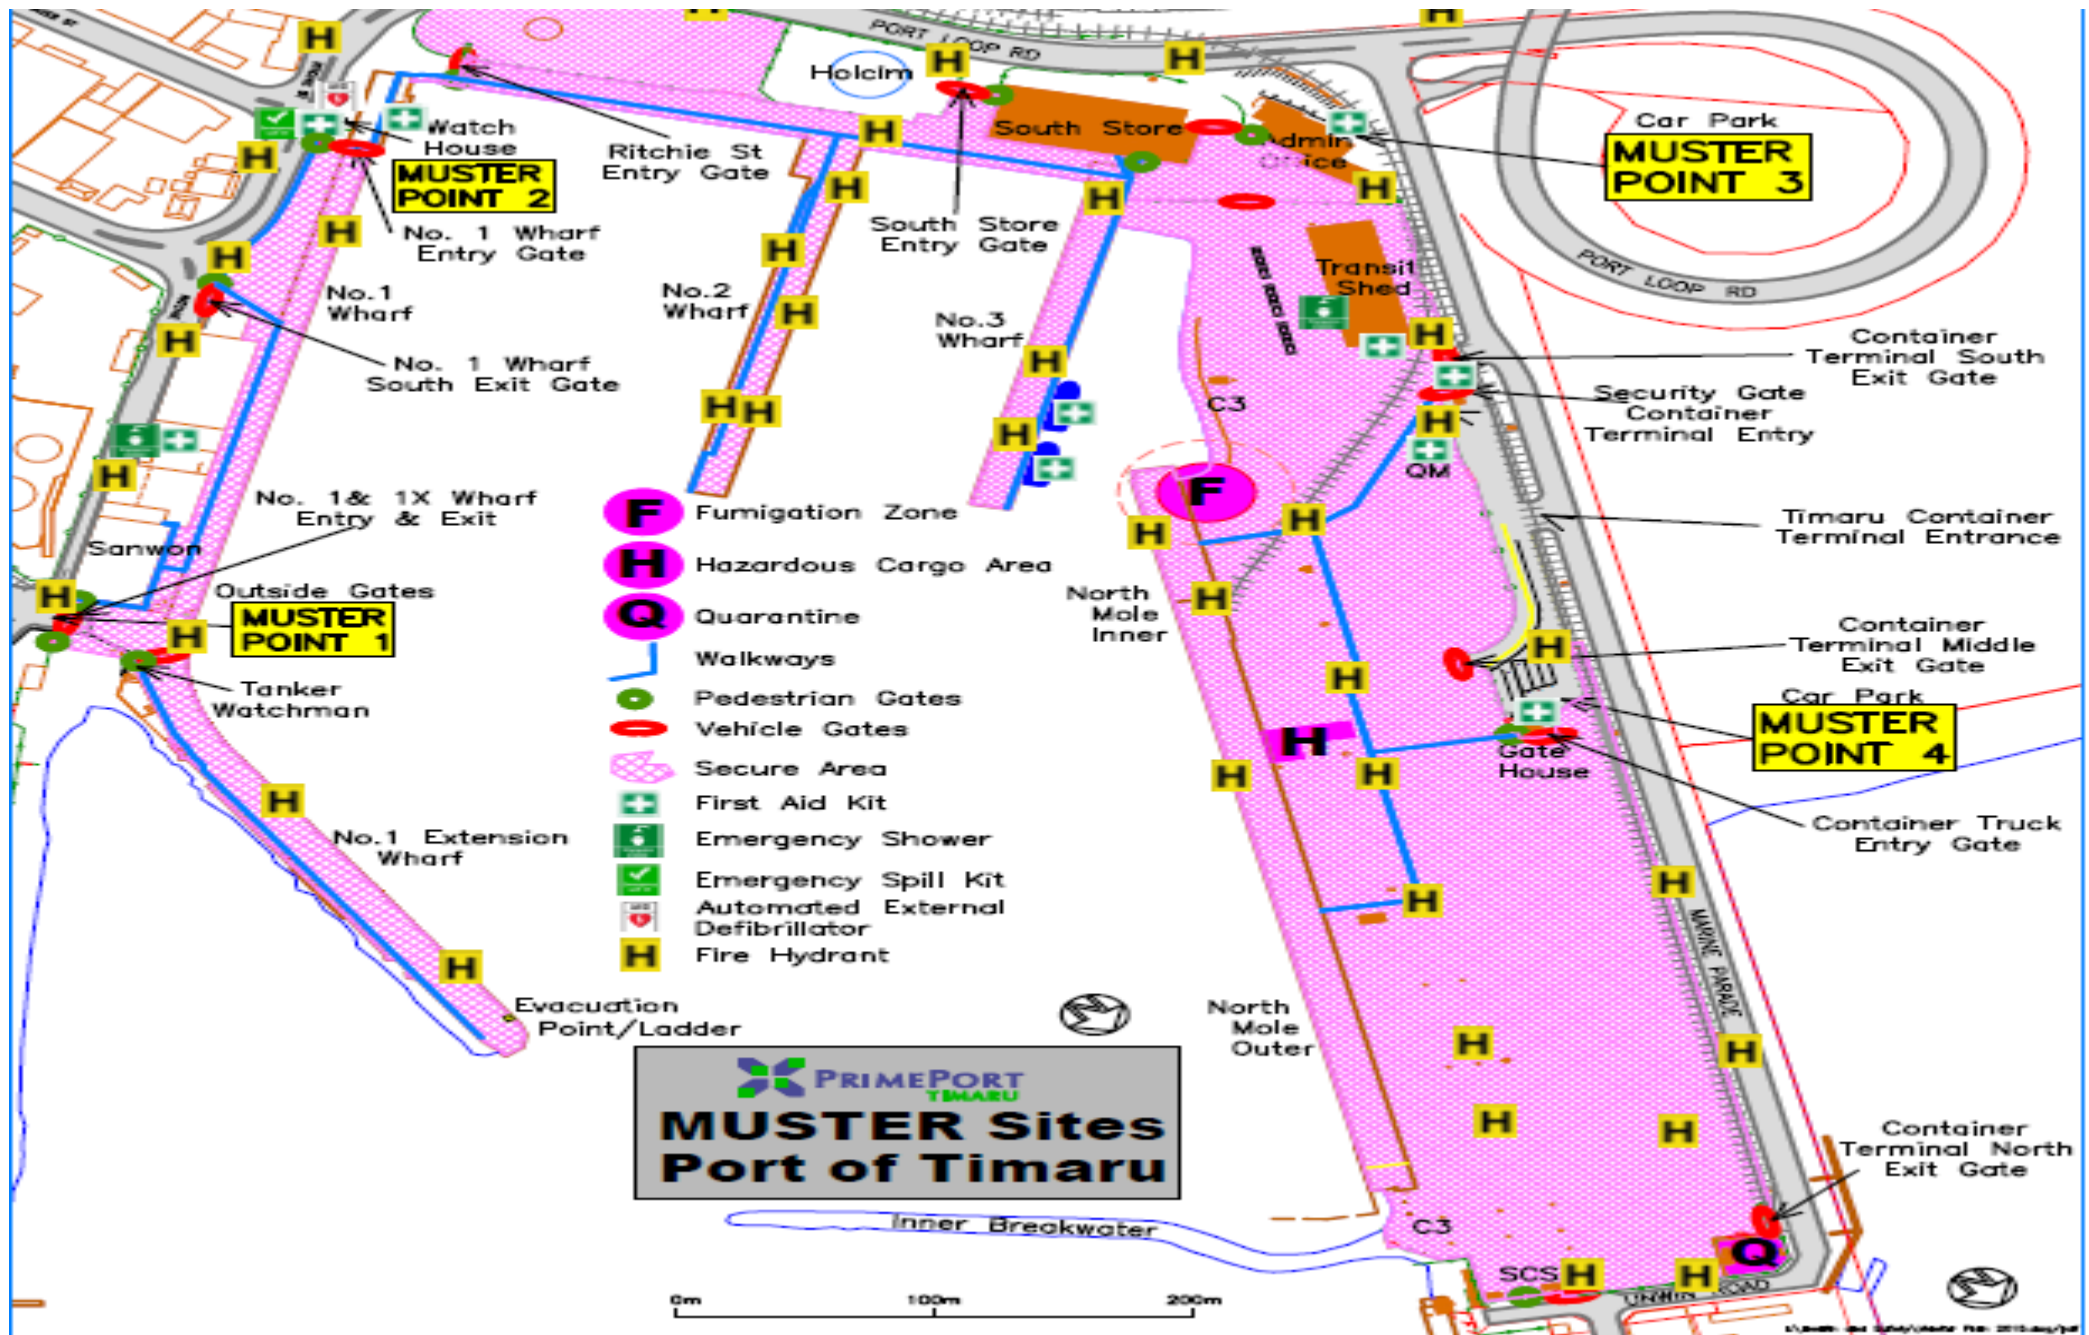 PORT LOOP RD
Holcim
South Store
Admin
Office
Car Park
MUSTER
POINT 3
Watch
House
MUSTER
POINT 2
Ritchie St
Entry Gate
South Store
Entry Gate
No. 1 Wharf
Entry Gate
PORT LOOP RD
Transit
Shed
No.1
Wharf
No.2
Wharf
No.3
Wharf
No. 1 Wharf
South Exit Gate
C3
Container
Terminal South
Exit Gate
Security Gate
Container
Terminal Entry
QM
No. 1& 1X Wharf
Entry & Exit
Sanwon
Outside Gates
MUSTER
POINT 1
Tanker
Watchman
Timaru Container
Terminal Entrance
North
Mole
Inner
F
F Fumigation Zone
H Hazardous Cargo Area
Q Quarantine
Walkways
Pedestrian Gates
Vehicle Gates
Secure Area
First Aid Kit
Emergency Shower
Emergency Spill Kit
Automated External
Defibrillator
H Fire Hydrant
Container
Terminal Middle
Exit Gate
Car Park
MUSTER
POINT 4
H
Gate
House
Container Truck
Entry Gate
No.1 Extension
Wharf
MARINE PARADE
Evacuation
Point/Ladder
North
Mole
Outer
PRIMEPORT
TIMARU
MUSTER Sites
Port of Timaru
Container
Terminal North
Exit Gate
Inner Breakwater
C3
Q
SCS
UNWIN ROAD
0m 100m 200m